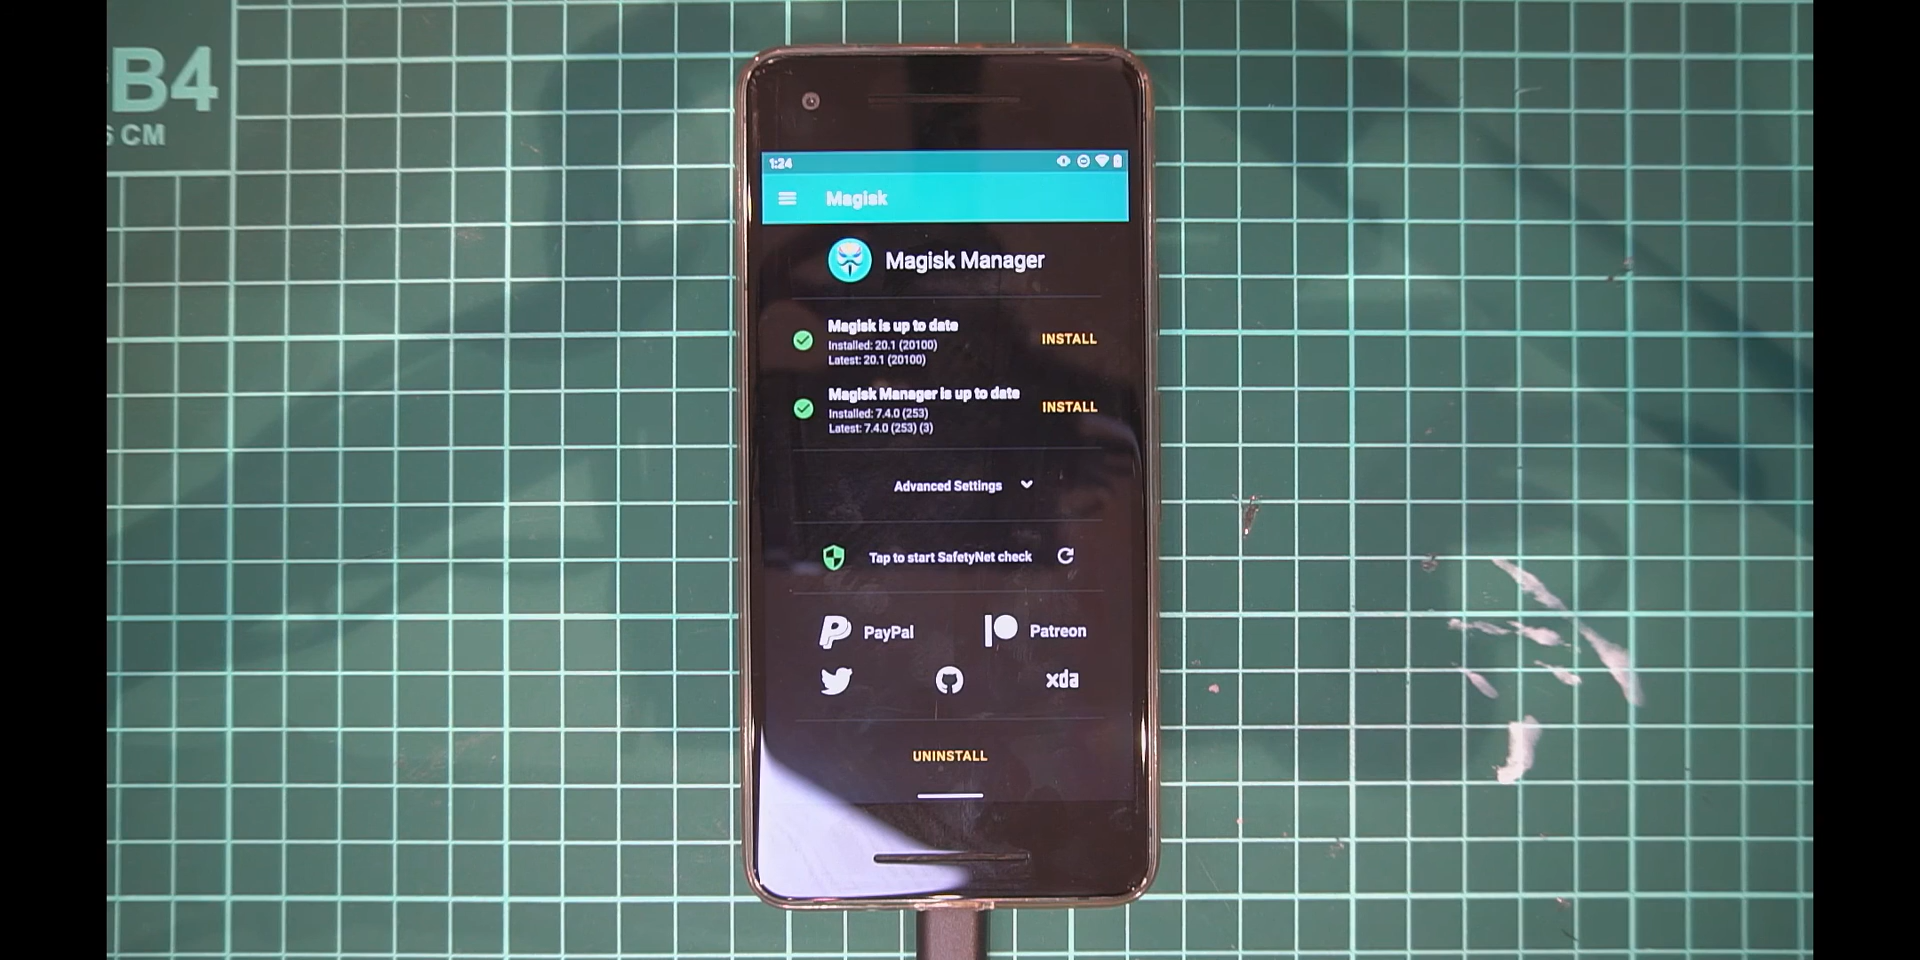 B4
CM
1:24
Magisk
Magisk Manager
Magisk is up to date
Installed: 20.1 (20100)
Latest: 20.1 (20100)
INSTALL
Magisk Manager is up to date
Installed: 7.4.0 (253)
Latest: 7.4.0 (253) (3)
INSTALL
Advanced Settings
Tap to start SafetyNet check
PayPal
Patreon
xda
UNINSTALL